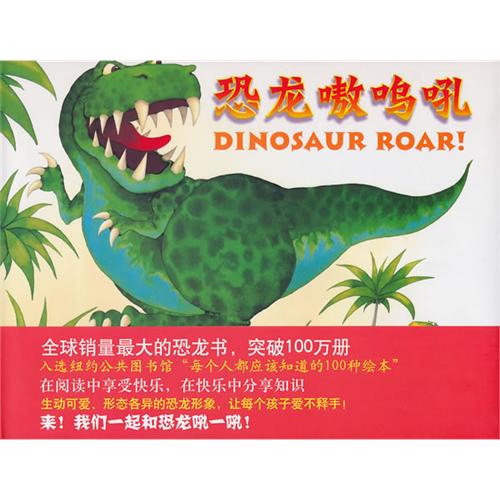 恐龙嗷呜吼
DINOSAUR ROAR!
全球销量最大的恐龙书，突破100万册
入选纽约公共图书馆“每个人都应该知道的100种绘本”
在阅读中享受快乐，在快乐中分享知识
生动可爱、形态各异的恐龙形象，让每个孩子爱不释手！
来！我们一起和恐龙吼一吼！